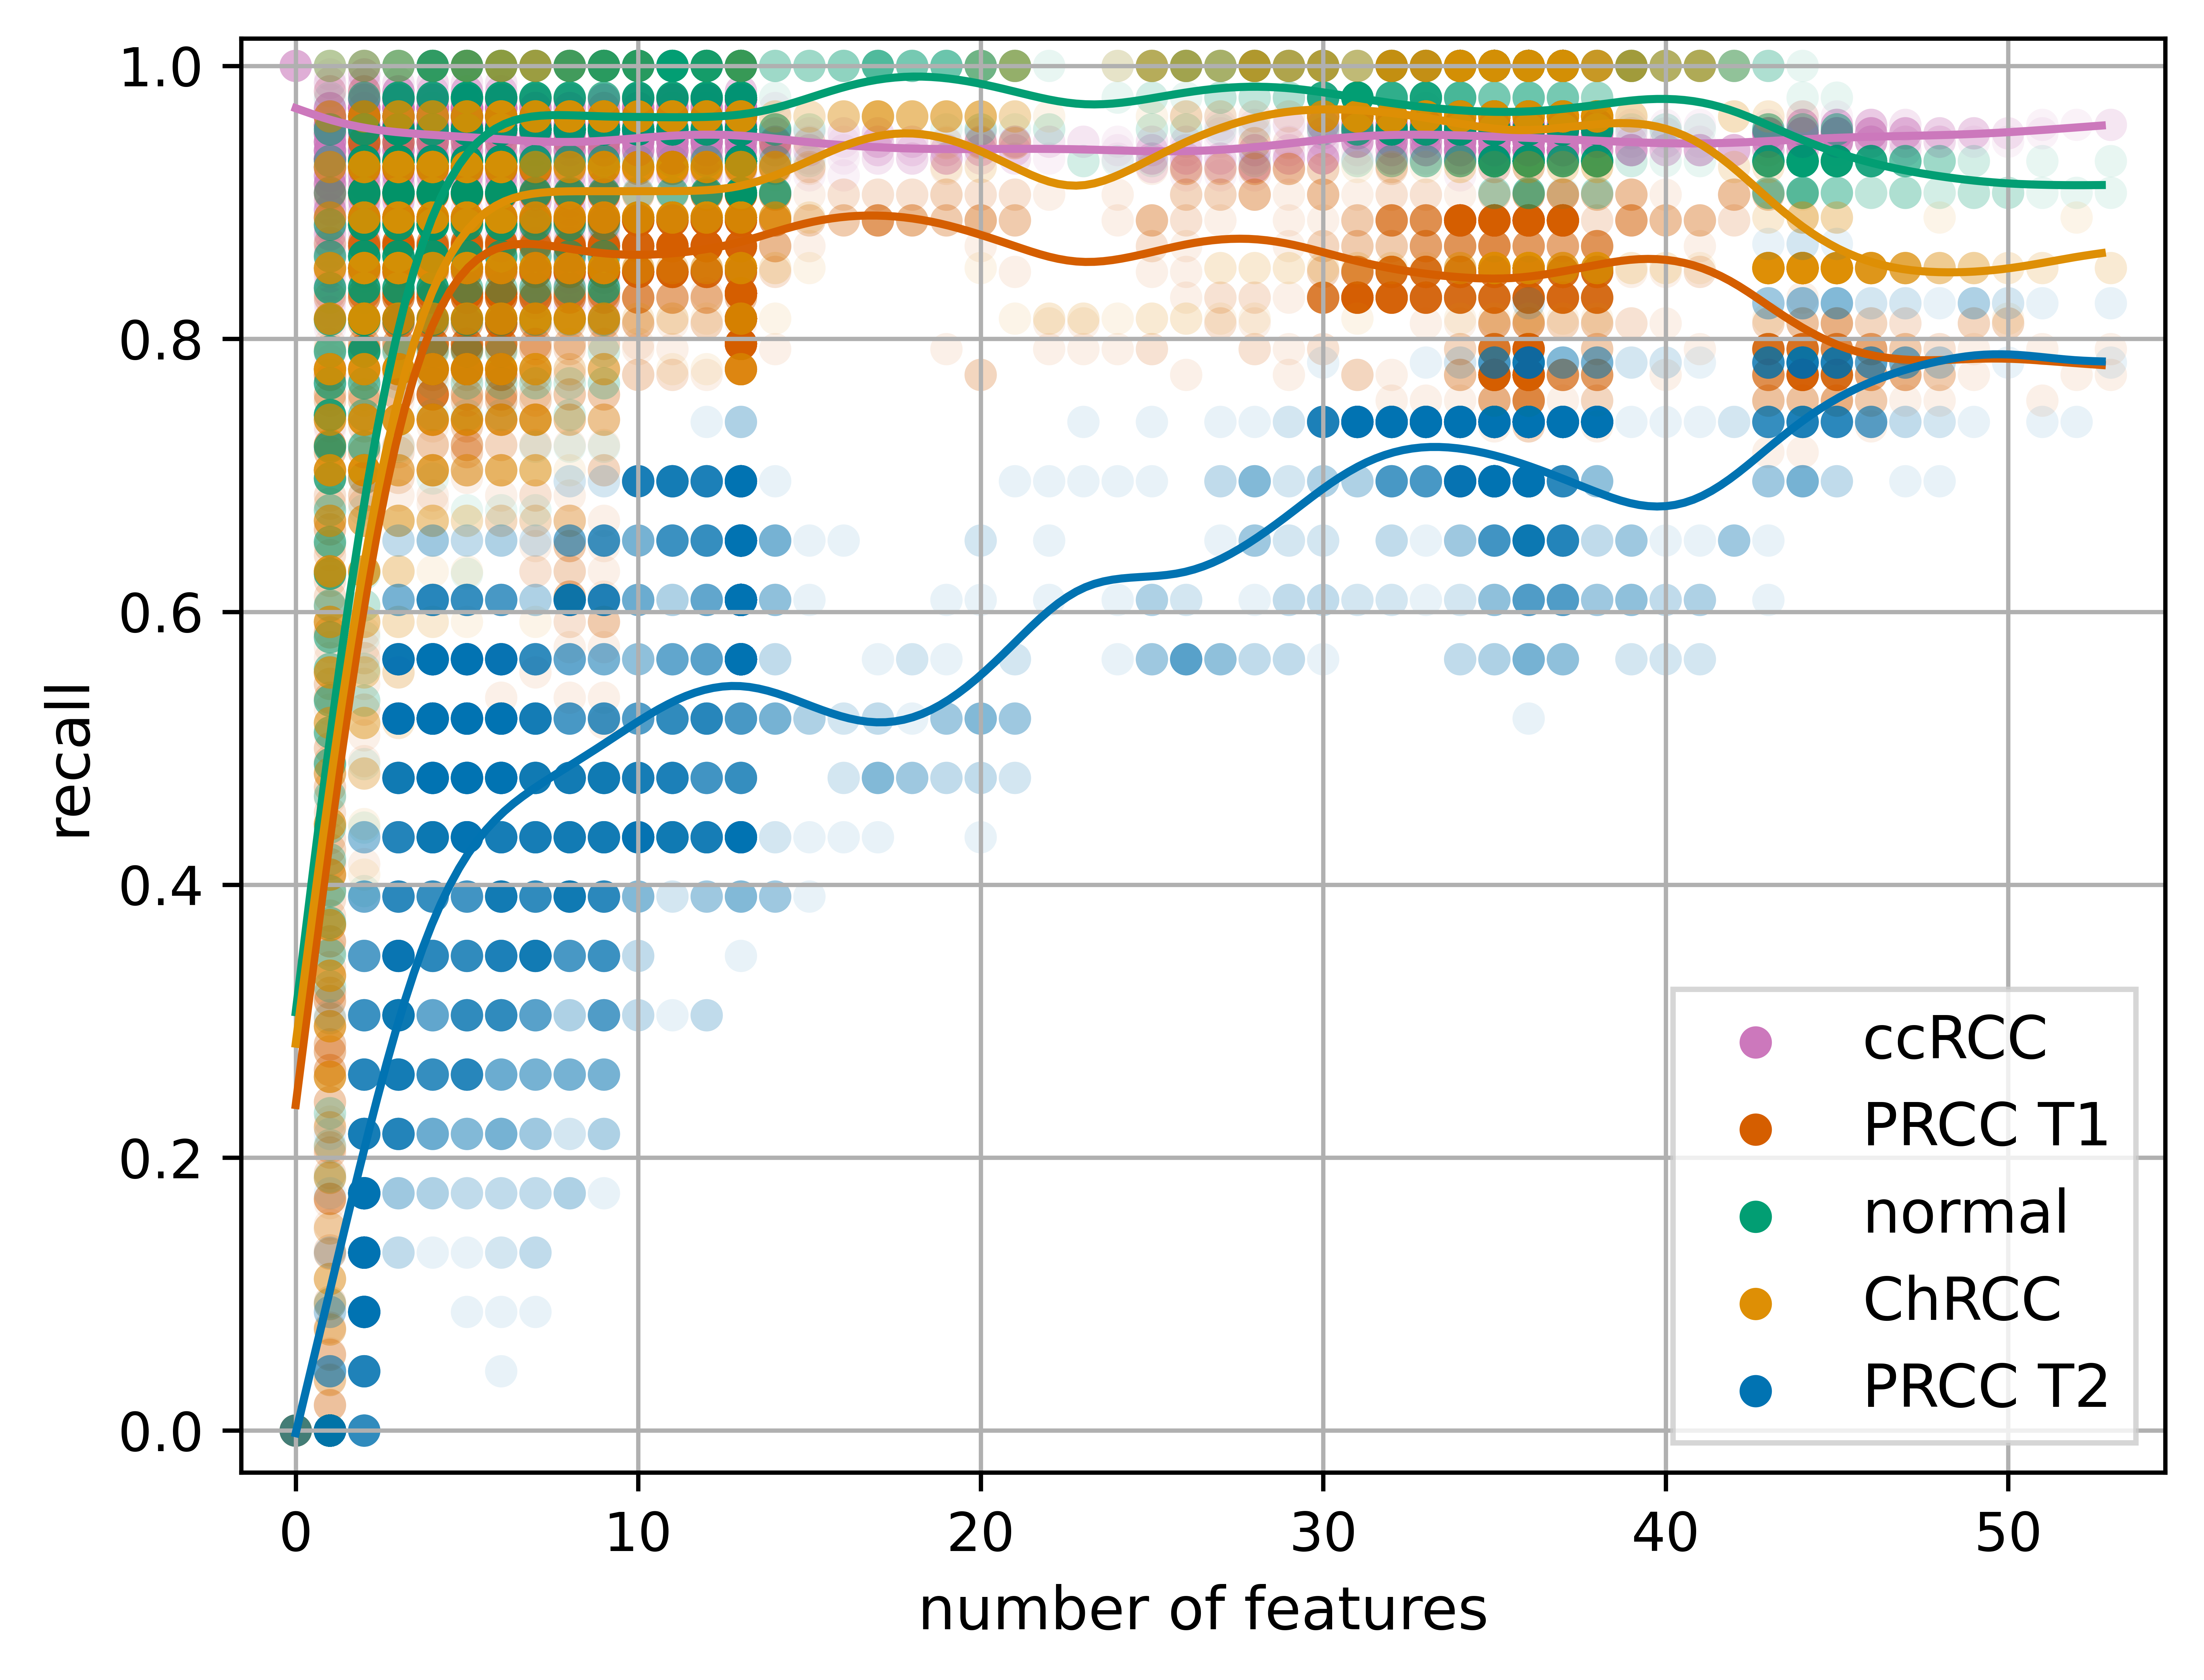 1.0
0.8
0.6
0.4
0.2
0.0
recall
0 10 20 30 40 50
number of features
ccRCC
PRCC T1
normal
ChRCC
PRCC T2